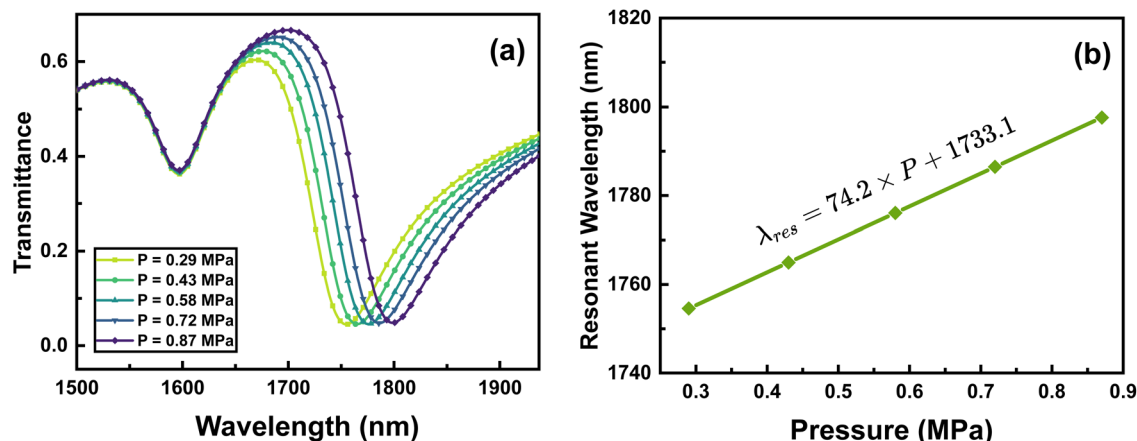 (a)
Transmittance
0.6
0.4
0.2
0.0
P = 0.29 MPa
P = 0.43 MPa
P = 0.58 MPa
P = 0.72 MPa
P = 0.87 MPa
1500 1600 1700 1800 1900
Wavelength (nm)
(b)
Resonant Wavelength (nm)
1820
1800
1780
1760
1740
λres = 74.2 × P + 1733.1
0.3 0.4 0.5 0.6 0.7 0.8 0.9
Pressure (MPa)